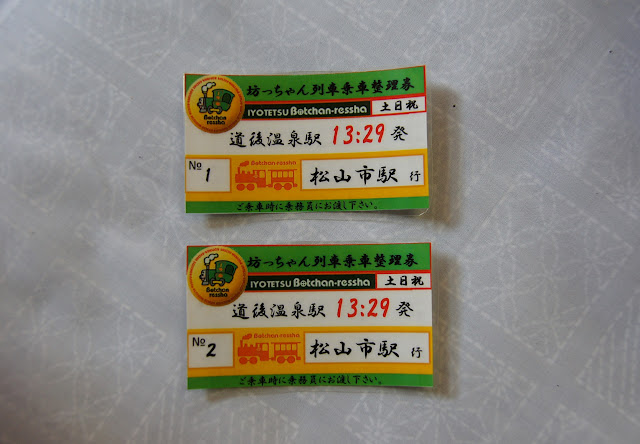 坊っちゃん列車乗車整理券
Botchan ressha
IYOTETSU Botchan-ressha 土日祝
道後温泉駅 13:29 発
Botchan-ressha
№ 1 松山市駅 行
ご乗車時に乗務員にお渡し下さい。
坊っちゃん列車乗車整理券
Botchan ressha
IYOTETSU Botchan-ressha 土日祝
道後温泉駅 13:29 発
Botchan-ressha
№ 2 松山市駅 行
ご乗車時に乗務員にお渡し下さい。